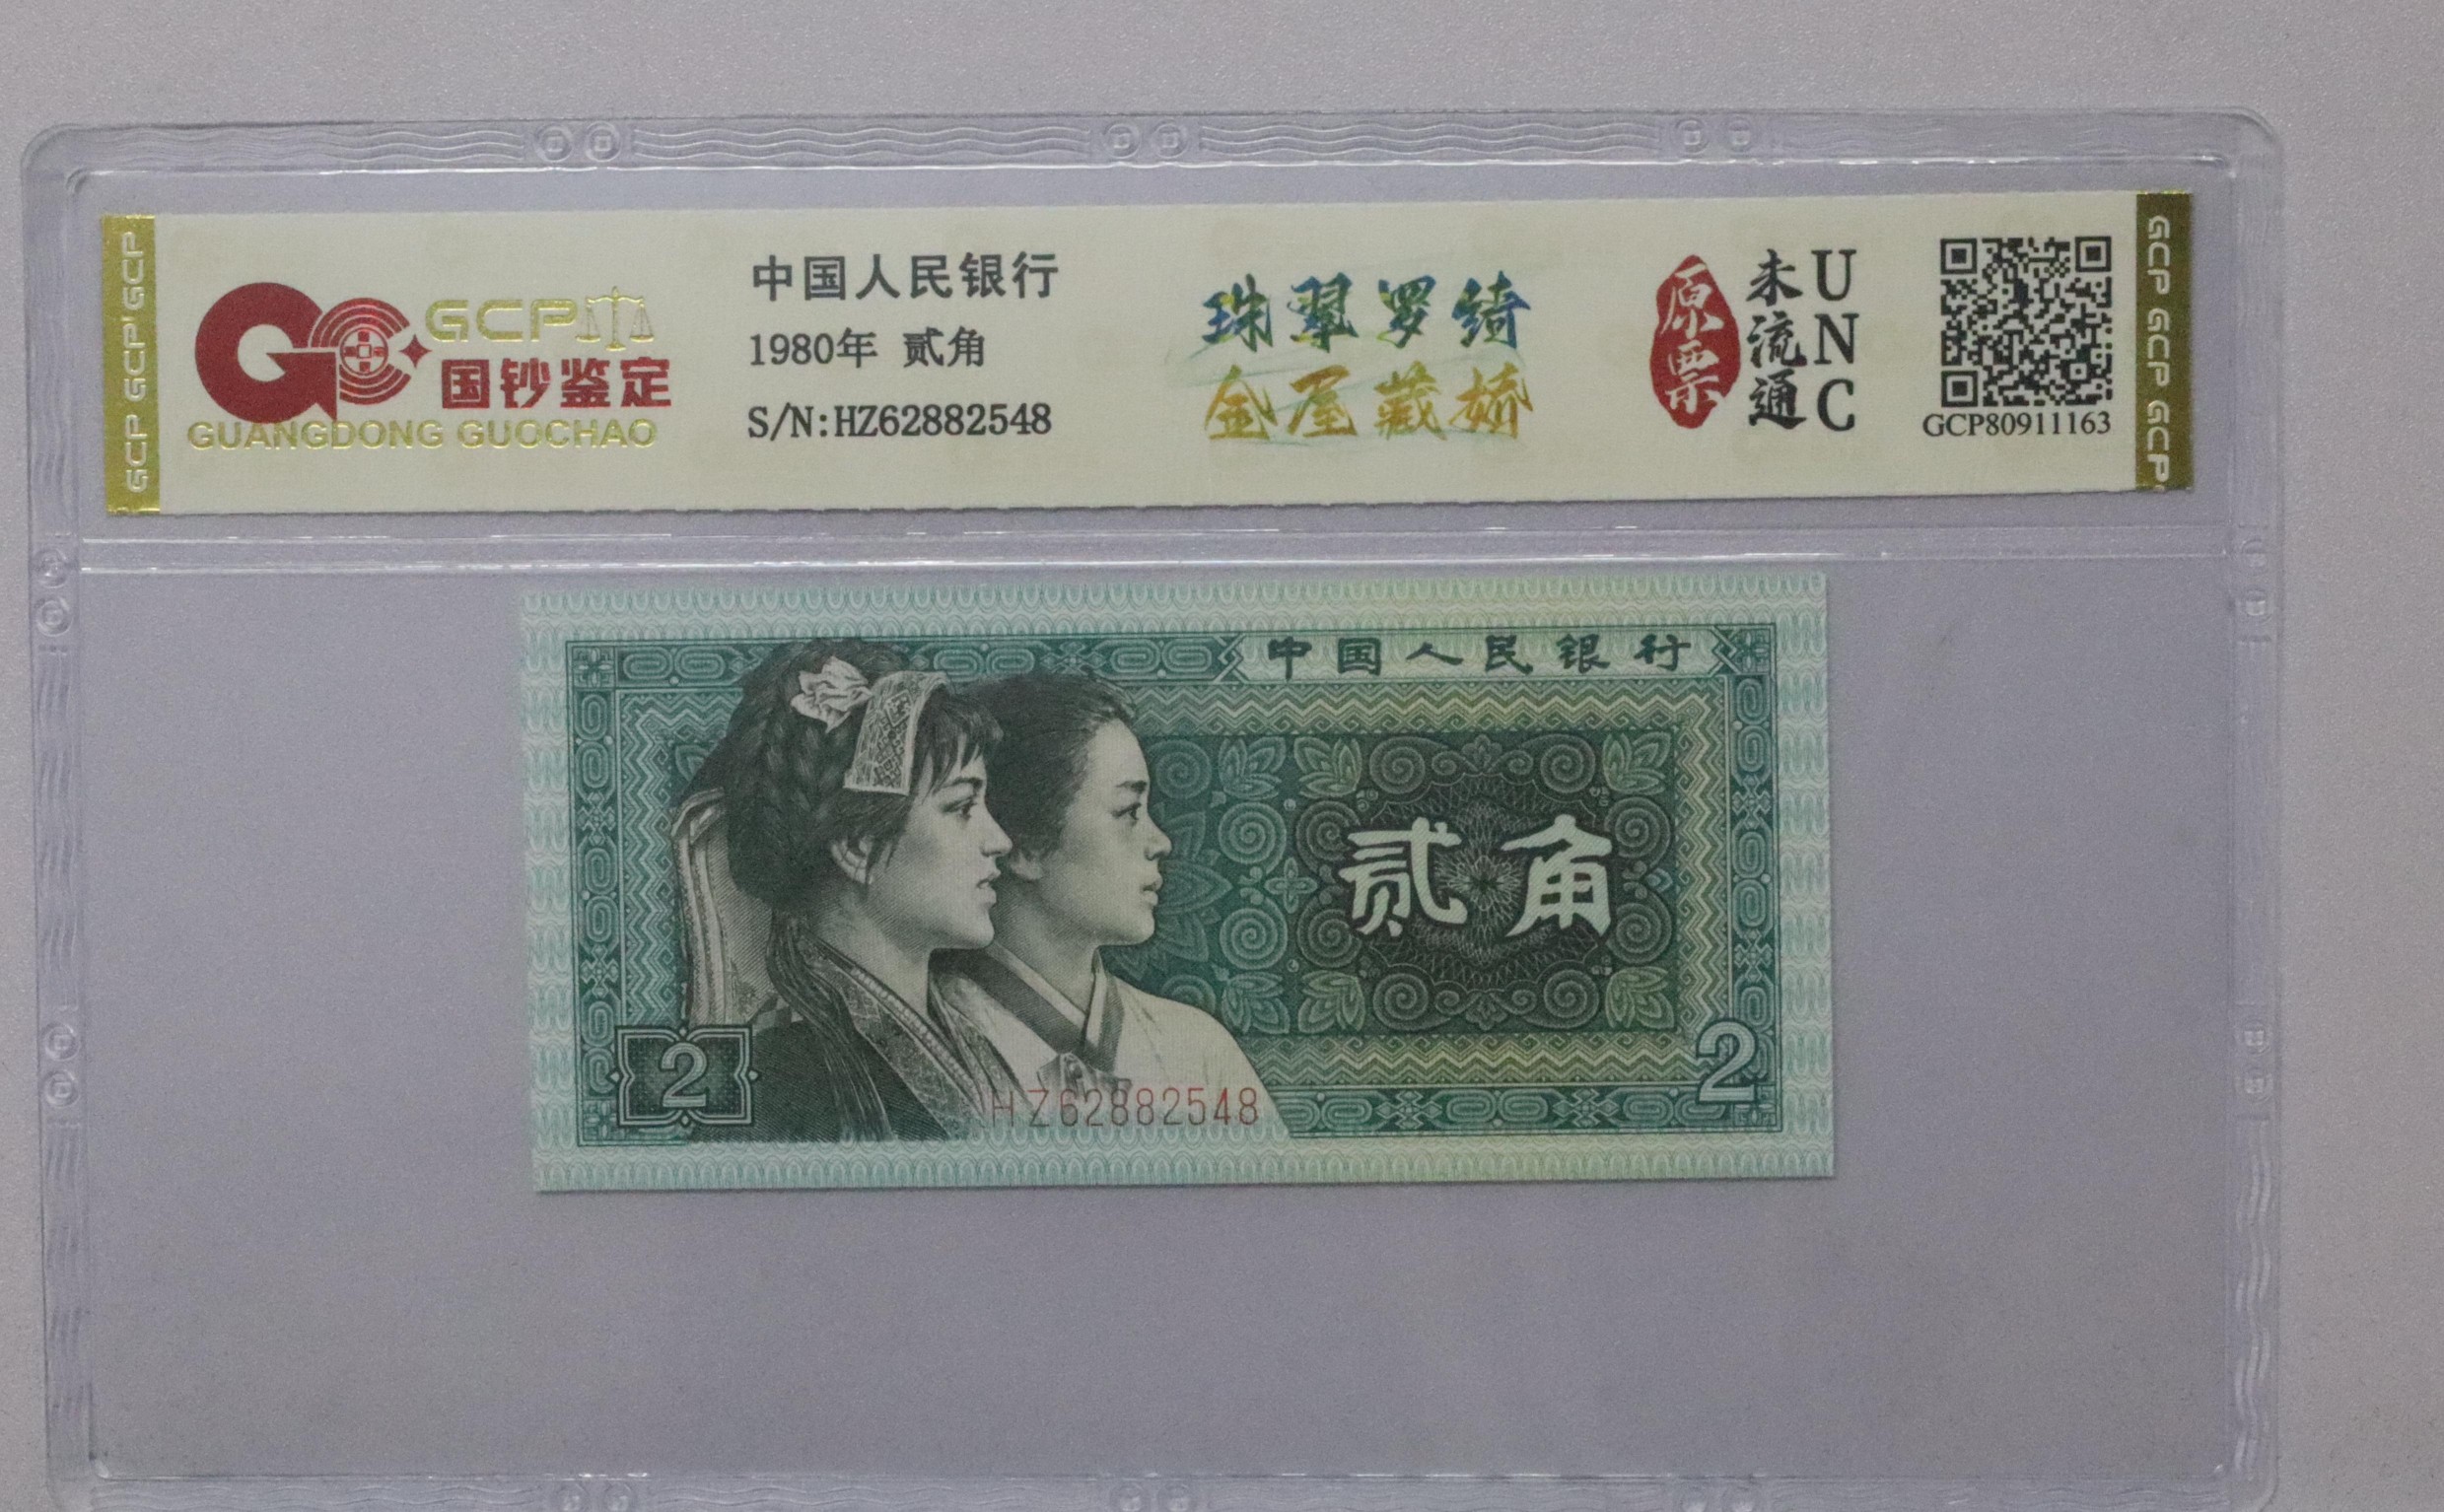 GCP GCP GCP
GCP
国钞鉴定
GUANGDONG GUOCHAO
中国人民银行
1980年 贰角
S/N:HZ62882548
珠翠罗绮
金屋藏娇
原票
未流通
UNC
GCP80911163
GCP GCP GCP
中国人民银行
贰角
2
2
HZ62882548